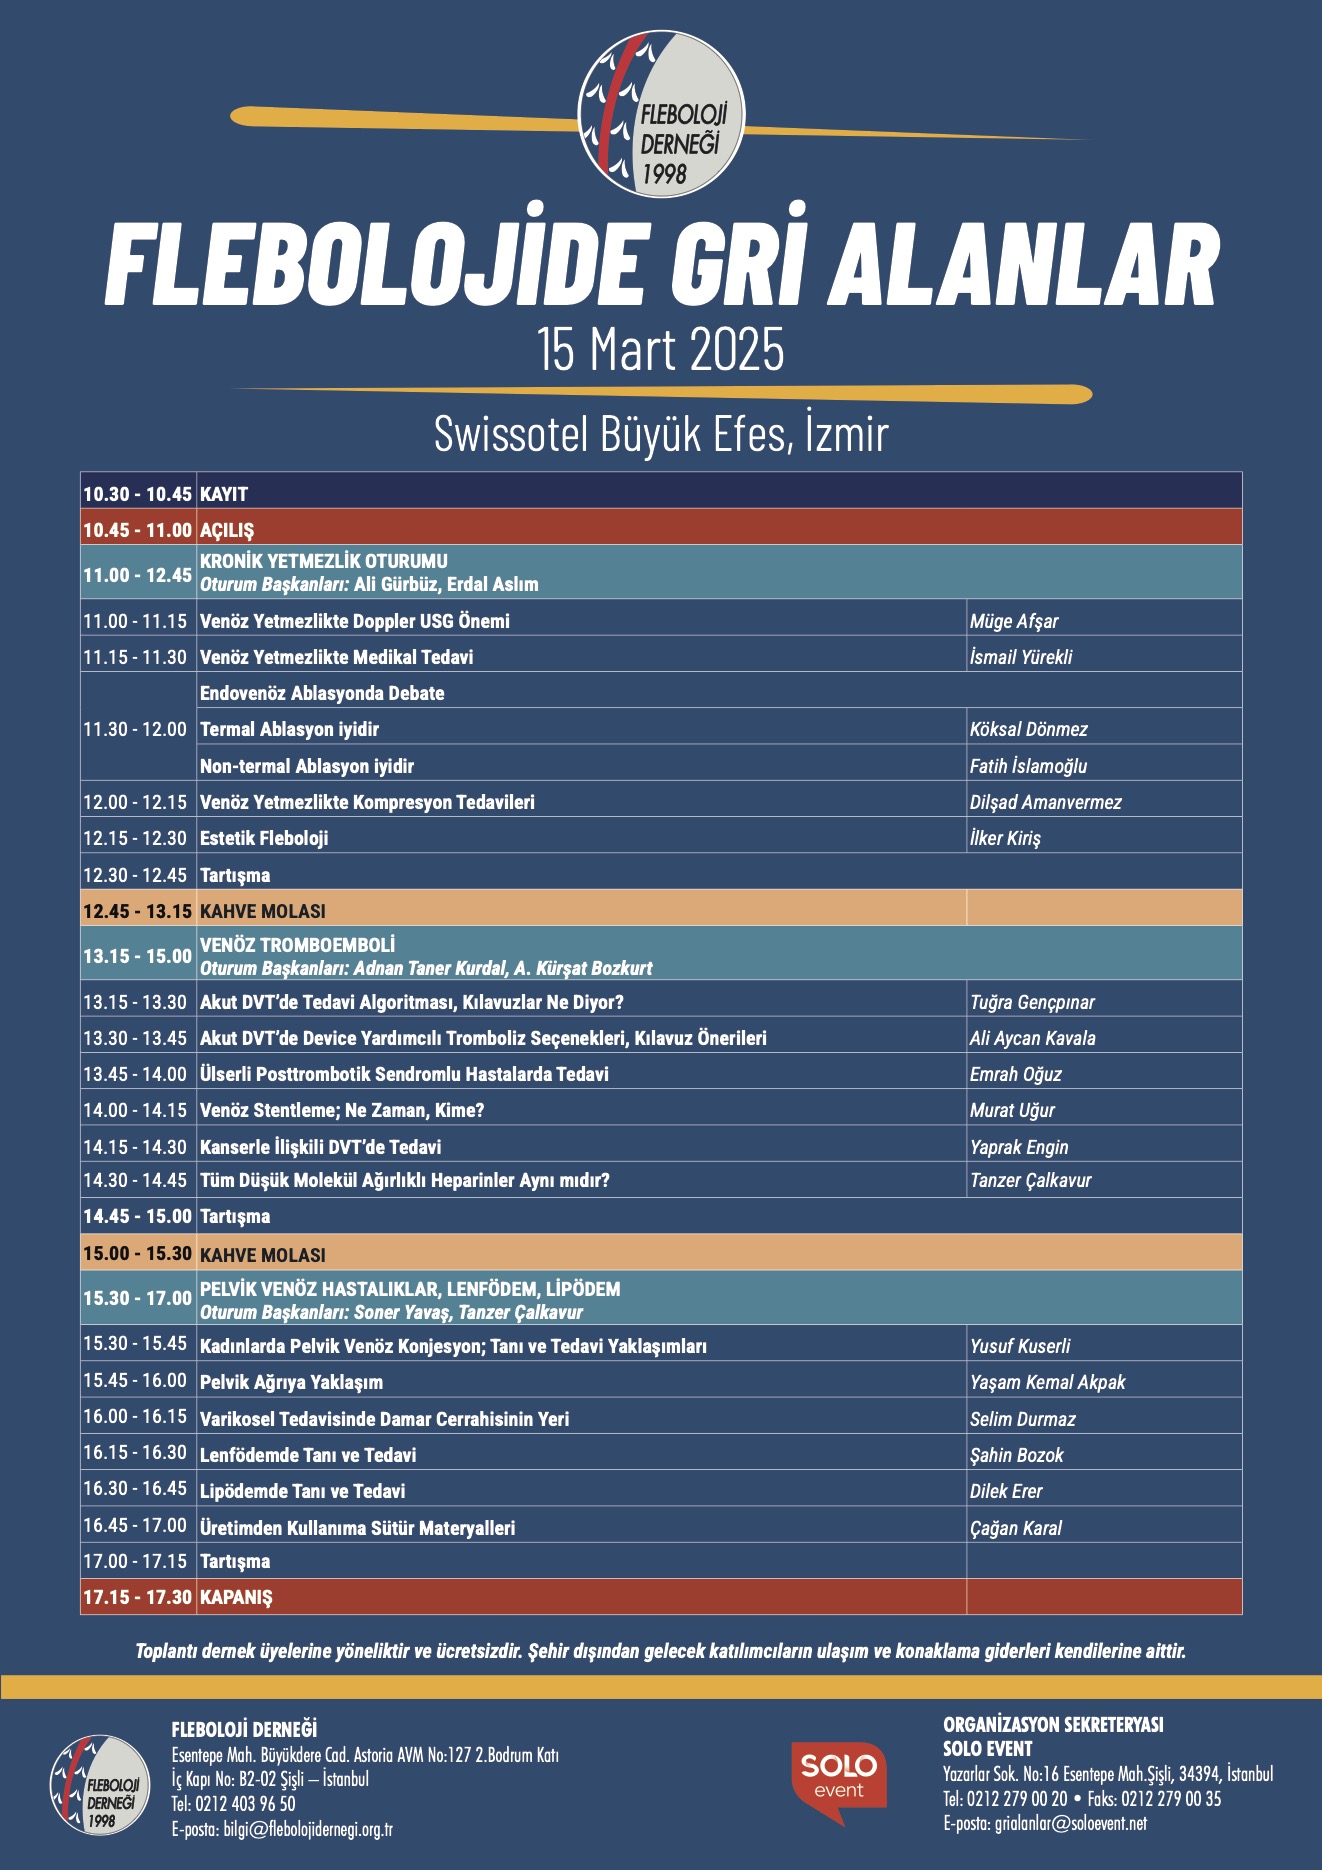 FLEBOLOJİ
DERNEĞİ
1998
FLEBOLOJİDE GRİ ALANLAR
15 Mart 2025
Swissotel Büyük Efes, İzmir
10.30 - 10.45 KAYIT
10.45 - 11.00 AÇILIŞ
11.00 - 12.45 KRONİK YETMEZLİK OTURUMU
Oturum Başkanları: Ali Gürbüz, Erdal Aslım
11.00 - 11.15 Venöz Yetmezlikte Doppler USG Önemi Müge Afşar
11.15 - 11.30 Venöz Yetmezlikte Medikal Tedavi İsmail Yürekli
Endovenöz Ablasyonda Debate
11.30 - 12.00 Termal Ablasyon iyidir Köksal Dönmez
Non-termal Ablasyon iyidir Fatih İslamoğlu
12.00 - 12.15 Venöz Yetmezlikte Kompresyon Tedavileri Dilşad Amanvermez
12.15 - 12.30 Estetik Fleboloji İlker Kiriş
12.30 - 12.45 Tartışma
12.45 - 13.15 KAHVE MOLASI
13.15 - 15.00 VENÖZ TROMBOEMBOLİ
Oturum Başkanları: Adnan Taner Kurdal, A. Kürşat Bozkurt
13.15 - 13.30 Akut DVT'de Tedavi Algoritması, Kılavuzlar Ne Diyor? Tuğra Gençpınar
13.30 - 13.45 Akut DVT'de Device Yardımcılı Tromboliz Seçenekleri, Kılavuz Önerileri Ali Aycan Kavala
13.45 - 14.00 Ülserli Posttrombotik Sendromlu Hastalarda Tedavi Emrah Oğuz
14.00 - 14.15 Venöz Stentleme; Ne Zaman, Kime? Murat Uğur
14.15 - 14.30 Kanserle İlişkili DVT'de Tedavi Yaprak Engin
14.30 - 14.45 Tüm Düşük Molekül Ağırlıklı Heparinler Aynı mıdır? Tanzer Çalkavur
14.45 - 15.00 Tartışma
15.00 - 15.30 KAHVE MOLASI
15.30 - 17.00 PELVİK VENÖZ HASTALIKLAR, LENFÖDEM, LİPÖDEM
Oturum Başkanları: Soner Yavaş, Tanzer Çalkavur
15.30 - 15.45 Kadınlarda Pelvik Venöz Konjesyon; Tanı ve Tedavi Yaklaşımları Yusuf Kuserli
15.45 - 16.00 Pelvik Ağrıya Yaklaşım Yaşam Kemal Akpak
16.00 - 16.15 Varikosel Tedavisinde Damar Cerrahisinin Yeri Selim Durmaz
16.15 - 16.30 Lenfödemde Tanı ve Tedavi Şahin Bozok
16.30 - 16.45 Lipödemde Tanı ve Tedavi Dilek Erer
16.45 - 17.00 Üretimden Kullanıma Sütür Materyalleri Çağan Karal
17.00 - 17.15 Tartışma
17.15 - 17.30 KAPANIŞ
Toplantı dernek üyelerine yöneliktir ve ücretsizdir. Şehir dışından gelecek katılımcıların ulaşım ve konaklama giderleri kendilerine aittir.
FLEBOLOJİ
DERNEĞİ
1998
FLEBOLOJİ DERNEĞİ
Esentepe Mah. Büyükdere Cad. Astoria AVM No:127 2.Bodrum Katı
İç Kapı No: B2-02 Şişli – İstanbul
Tel: 0212 403 96 50
E-posta: bilgi@flebolojidernegi.org.tr
SOLO
event
ORGANİZASYON SEKRETERYASI
SOLO EVENT
Yazarlar Sok. No:16 Esentepe Mah.Şişli, 34394, İstanbul
Tel: 0212 279 00 20 • Faks: 0212 279 00 35
E-posta: grialanlar@soloevent.net